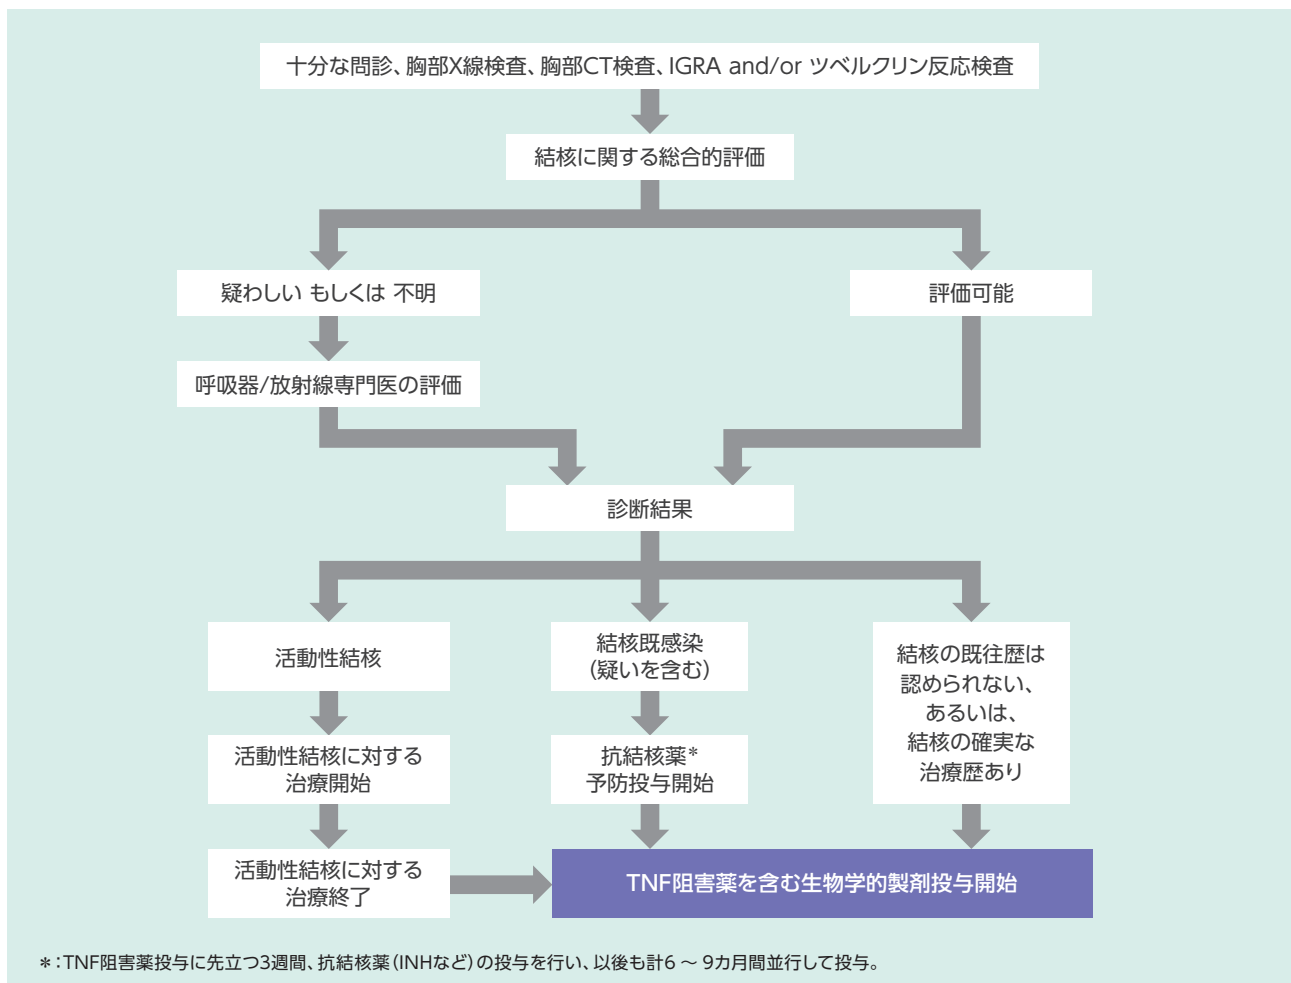 十分な問診、胸部X線検査、胸部CT検査、IGRA and/or ツベルクリン反応検査
結核に関する総合的評価
疑わしい もしくは 不明
評価可能
呼吸器/放射線専門医の評価
診断結果
活動性結核
結核既感染
(疑いを含む)
結核の既往歴は
認められない、
あるいは、
結核の確実な
治療歴あり
活動性結核に対する
治療開始
抗結核薬*
予防投与開始
活動性結核に対する
治療終了
TNF阻害薬を含む生物学的製剤投与開始
*:TNF阻害薬投与に先立つ3週間、抗結核薬(INHなど)の投与を行い、以後も計6 ~ 9カ月間並行して投与。